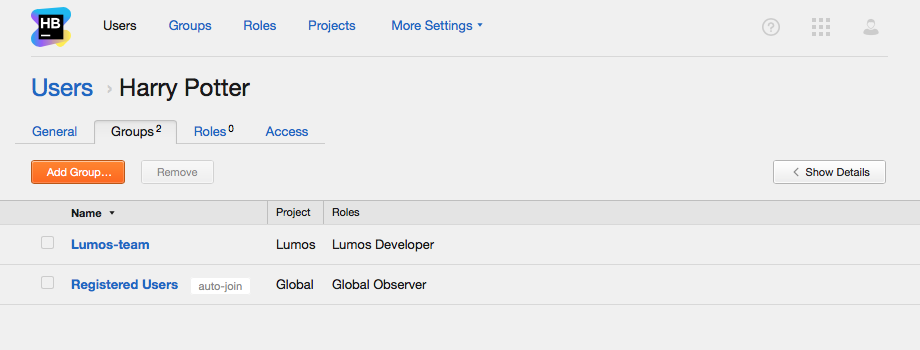 HB Users Groups Roles Projects More Settings
Users › Harry Potter
General Groups 2 Roles 0 Access
Add Group... Remove Show Details
Name Project Roles
Lumos-team Lumos Lumos Developer
Registered Users auto-join Global Global Observer